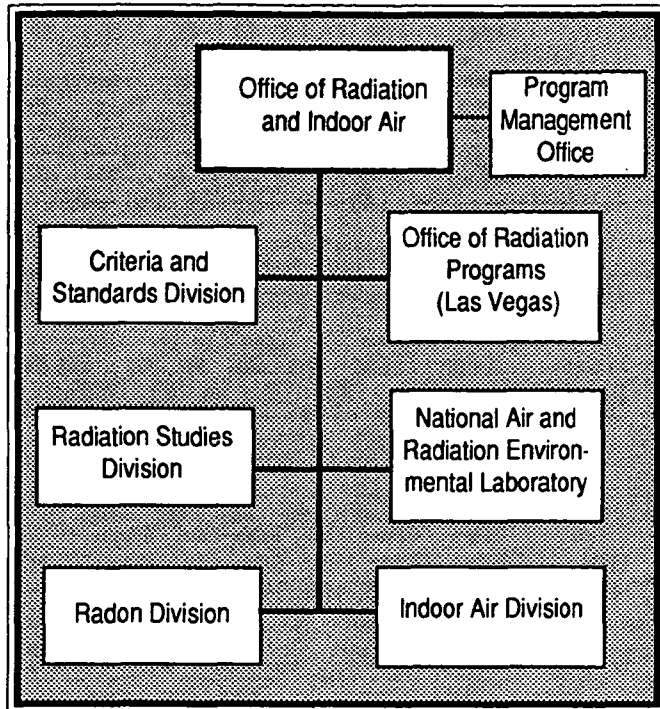 Office of Radiation
and Indoor Air
Program
Management
Office
Criteria and
Standards Division
Office of Radiation
Programs
(Las Vegas)
Radiation Studies
Division
National Air and
Radiation Environ-
mental Laboratory
Radon Division
Indoor Air Division